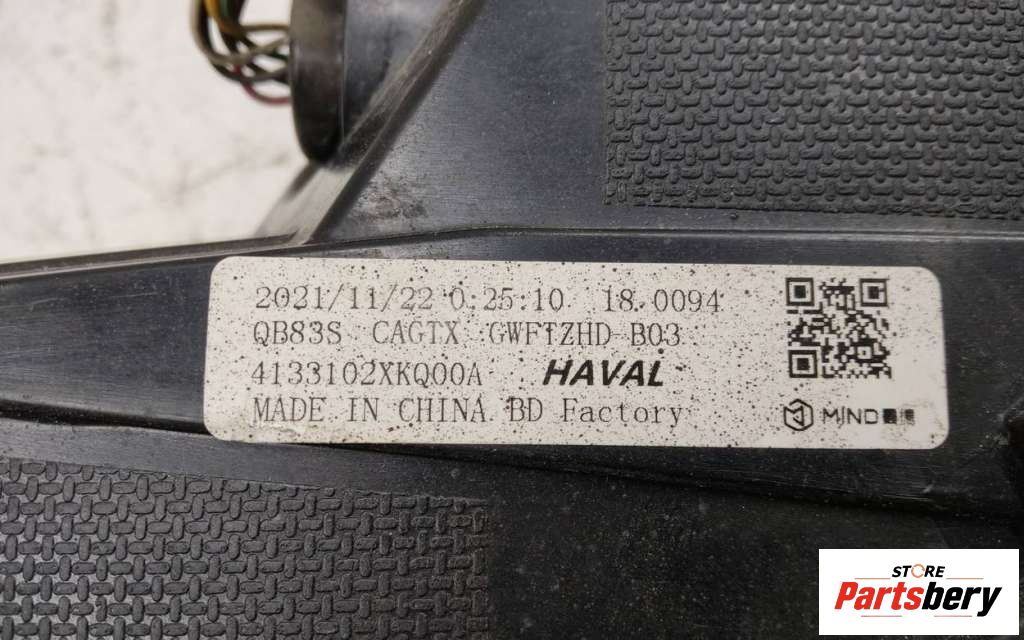 2021/11/22 0:25:10 18.0094
QB83S CAGTX GWFTZHD-B03
4133102XKQ00A HAVAL
MADE IN CHINA BD Factory
MIND
STORE
Partsbery